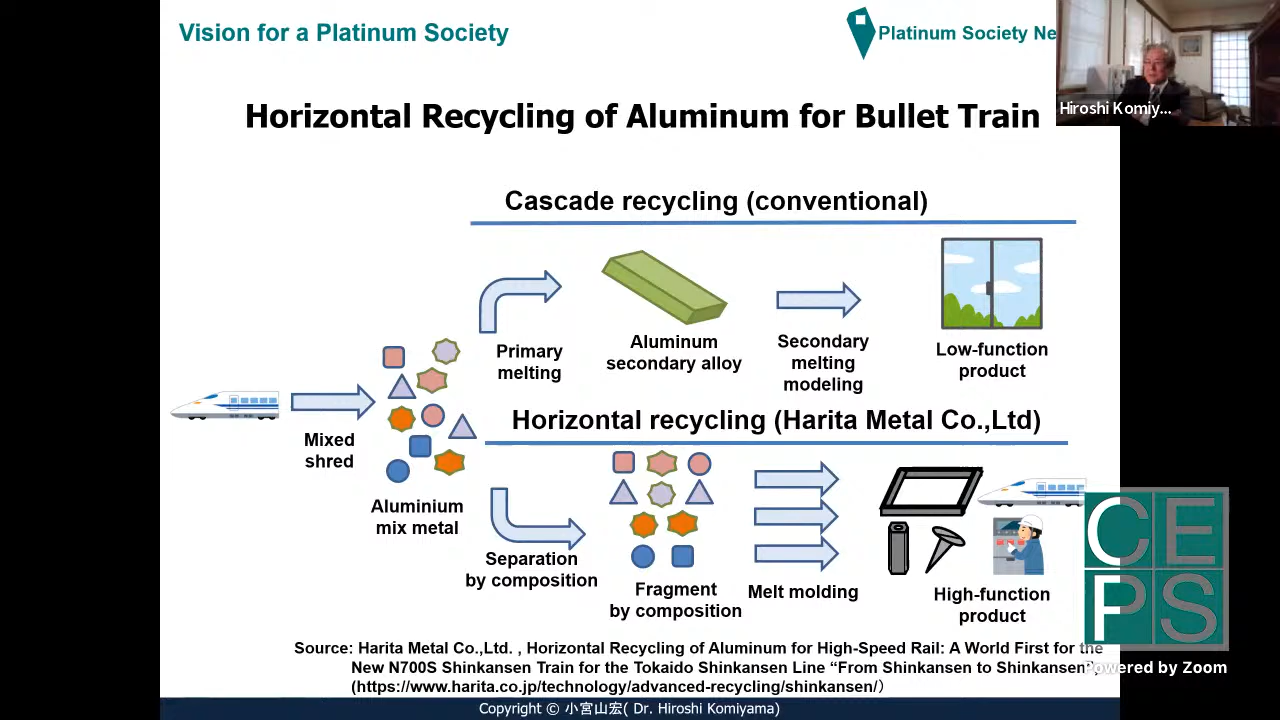 Vision for a Platinum Society
Platinum Society Ne
Hiroshi Komiy...
Horizontal Recycling of Aluminum for Bullet Train
Cascade recycling (conventional)
Primary
melting
Aluminum
secondary alloy
Secondary
melting
modeling
Low-function
product
Mixed
shred
Aluminium
mix metal
Horizontal recycling (Harita Metal Co.,Ltd)
Separation
by composition
Fragment
by composition
Melt molding
High-function
product
CE
PS
Source: Harita Metal Co.,Ltd. , Horizontal Recycling of Aluminum for High-Speed Rail: A World First for the
New N700S Shinkansen Train for the Tokaido Shinkansen Line “From Shinkansen to Shinkansen”,
(https://www.harita.co.jp/technology/advanced-recycling/shinkansen/)
Powered by Zoom
Copyright © 小宮山宏( Dr. Hiroshi Komiyama)